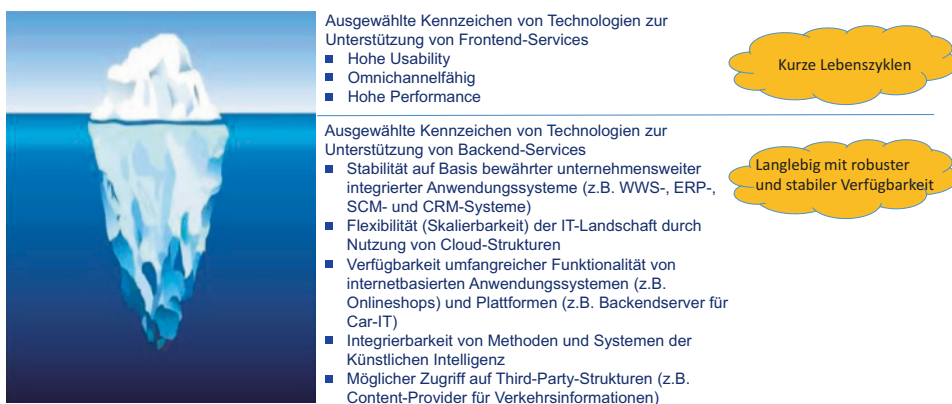 Ausgewählte Kennzeichen von Technologien zur
Unterstützung von Frontend-Services
■ Hohe Usability
■ Omnichannelfähig
■ Hohe Performance
Kurze Lebenszyklen
Ausgewählte Kennzeichen von Technologien zur
Unterstützung von Backend-Services
■ Stabilität auf Basis bewährter unternehmensweiter
integrierter Anwendungssysteme (z.B. WWS-, ERP-,
SCM- und CRM-Systeme)
■ Flexibilität (Skalierbarkeit) der IT-Landschaft durch
Nutzung von Cloud-Strukturen
■ Verfügbarkeit umfangreicher Funktionalität von
internetbasierten Anwendungssystemen (z.B.
Onlineshops) und Plattformen (z.B. Backendserver für
Car-IT)
■ Integrierbarkeit von Methoden und Systemen der
Künstlichen Intelligenz
■ Möglicher Zugriff auf Third-Party-Strukturen (z.B.
Content-Provider für Verkehrsinformationen)
Langlebig mit robuster
und stabiler Verfügbarkeit